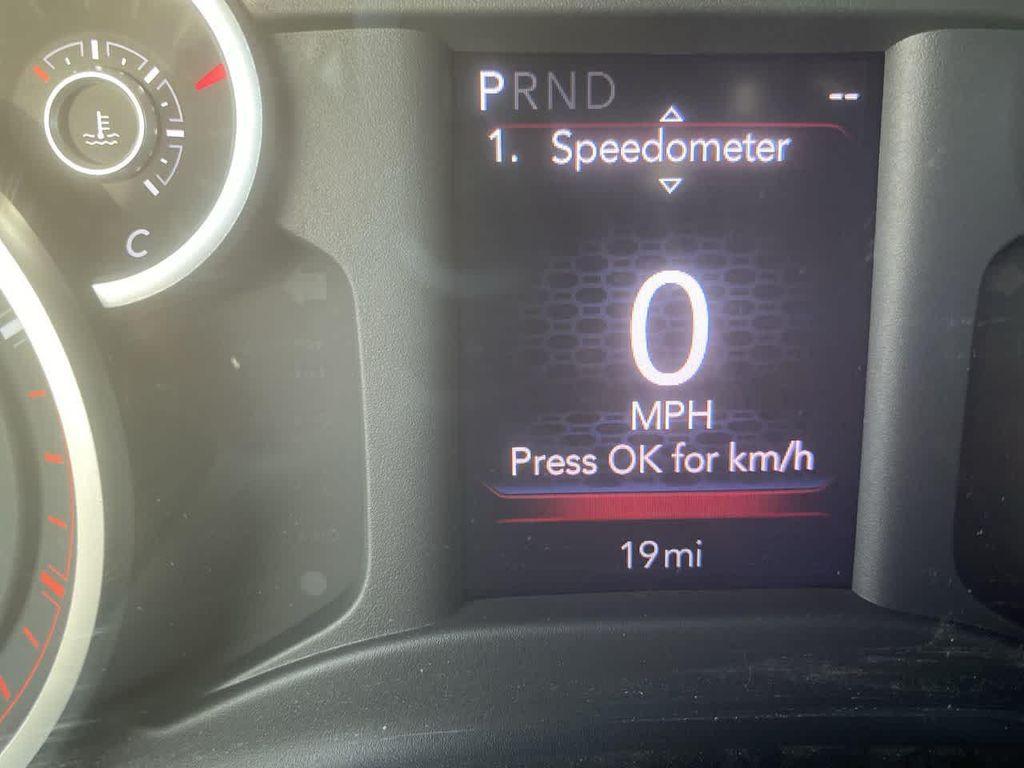 PRND --
1. Speedometer
C
0
MPH
Press OK for km/h
19mi